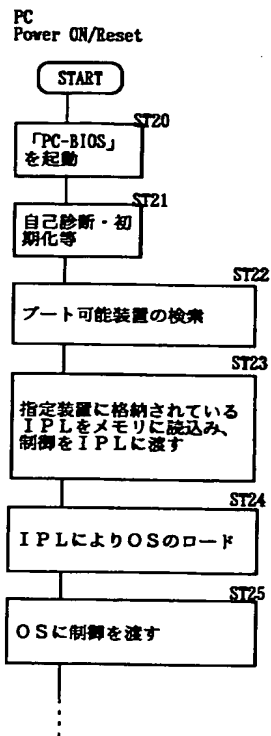 PC
Power ON/Reset
START
ST20
「PC-BIOS」
を起動
ST21
自己診断・初
期化等
ST22
ブート可能装置の検索
ST23
指定装置に格納されている
IPLをメモリに読込み、
制御をIPLに渡す
ST24
IPLによりOSのロード
ST25
OSに制御を渡す